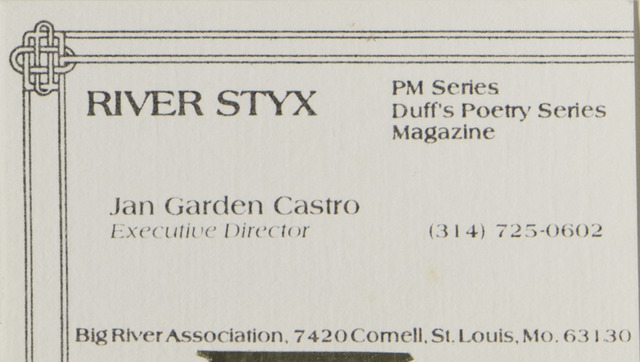 RIVER STYX
PM Series
Duff's Poetry Series
Magazine
Jan Garden Castro
Executive Director
(314) 725-0602
Big River Association, 7420 Cornell, St. Louis, Mo. 63130